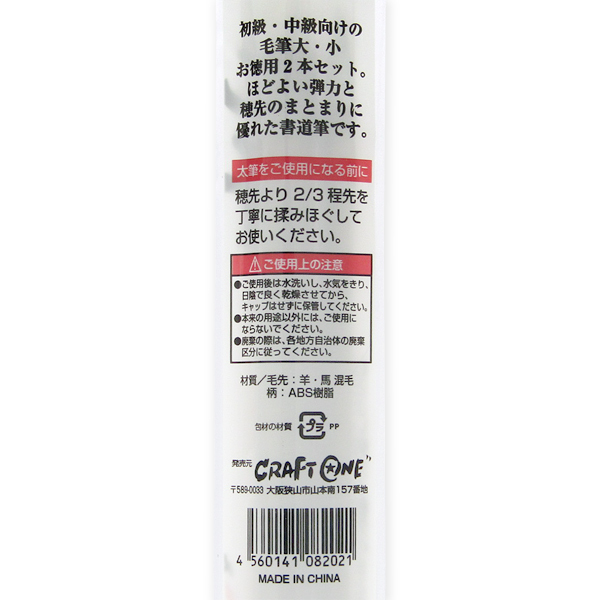 初級・中級向けの
毛筆大・小
お徳用2本セット。
ほどよい弾力と
穂先のまとまりに
優れた書道筆です。
太筆をご使用になる前に
穂先より 2/3 程先を
丁寧に揉みほぐして
お使いください。
⚠ご使用上の注意
●ご使用後は水洗いし、水気をきり、
日陰で良く乾燥させてから、
キャップはせずに保管してください。
●本来の用途以外には、ご使用に
ならないでください。
●廃棄の際は、各地方自治体の廃棄
区分に従ってください。
材質／毛先：羊・馬 混毛
柄：ABS樹脂
包材の材質 プラ PP
発売元 CRAFT ONE
〒589-0033 大阪狭山市山本南157番地
4 560141 082021
MADE IN CHINA